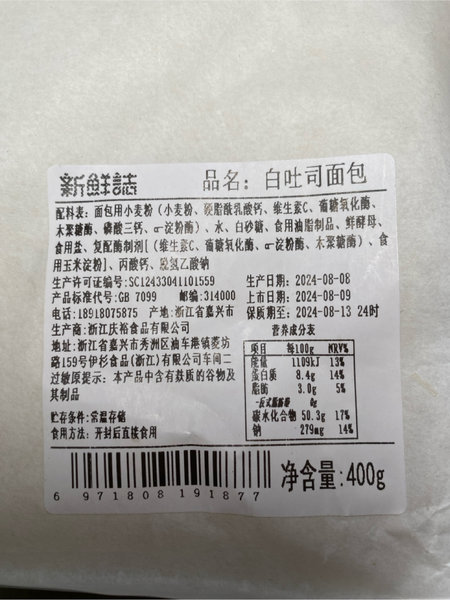 新鲜誌
品名：白吐司面包
配料表：面包用小麦粉（小麦粉、硬脂酰乳酸钙、维生素C、葡糖氧化酶、
木聚糖酶、磷酸三钙、α-淀粉酶）、水、白砂糖、食用油脂制品、鲜酵母、
食用盐、复配酶制剂[（维生素C、葡糖氧化酶、α-淀粉酶、木聚糖酶）、食
用玉米淀粉]、丙酸钙、脱氢乙酸钠
生产许可证编号:SC12433041101559
产品标准代号:GB 7099 邮编:314000
电话:18918075875 产地:浙江省嘉兴市
生产商:浙江庆裕食品有限公司
地址:浙江省嘉兴市秀洲区油车港镇菱坊
路159号伊杉食品(浙江)有限公司车间二
过敏原提示：本产品中含有麸质的谷物及
其制品
贮存条件:常温存储
食用方法：开封后直接食用
生产日期：2024-08-08
上市日期：2024-08-09
保质期至：2024-08-13 24时
营养成分表
项目 每100g NRV%
能量 1109kJ 13%
蛋白质 8.4g 14%
脂肪 3.0g 5%
-反式脂肪酸 0g
碳水化合物 50.3g 17%
钠 279mg 14%
6 971808 191877
净含量:400g